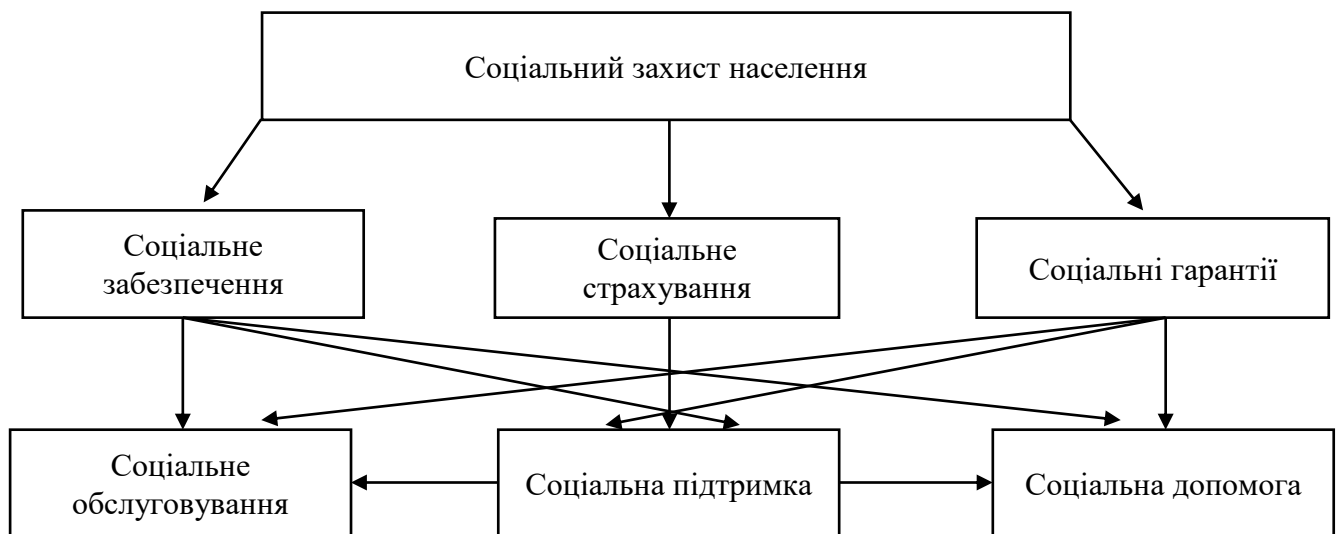 Соціальний захист населення
Соціальне
забезпечення
Соціальне
страхування
Соціальні гарантії
Соціальне
обслуговування
Соціальна підтримка
Соціальна допомога